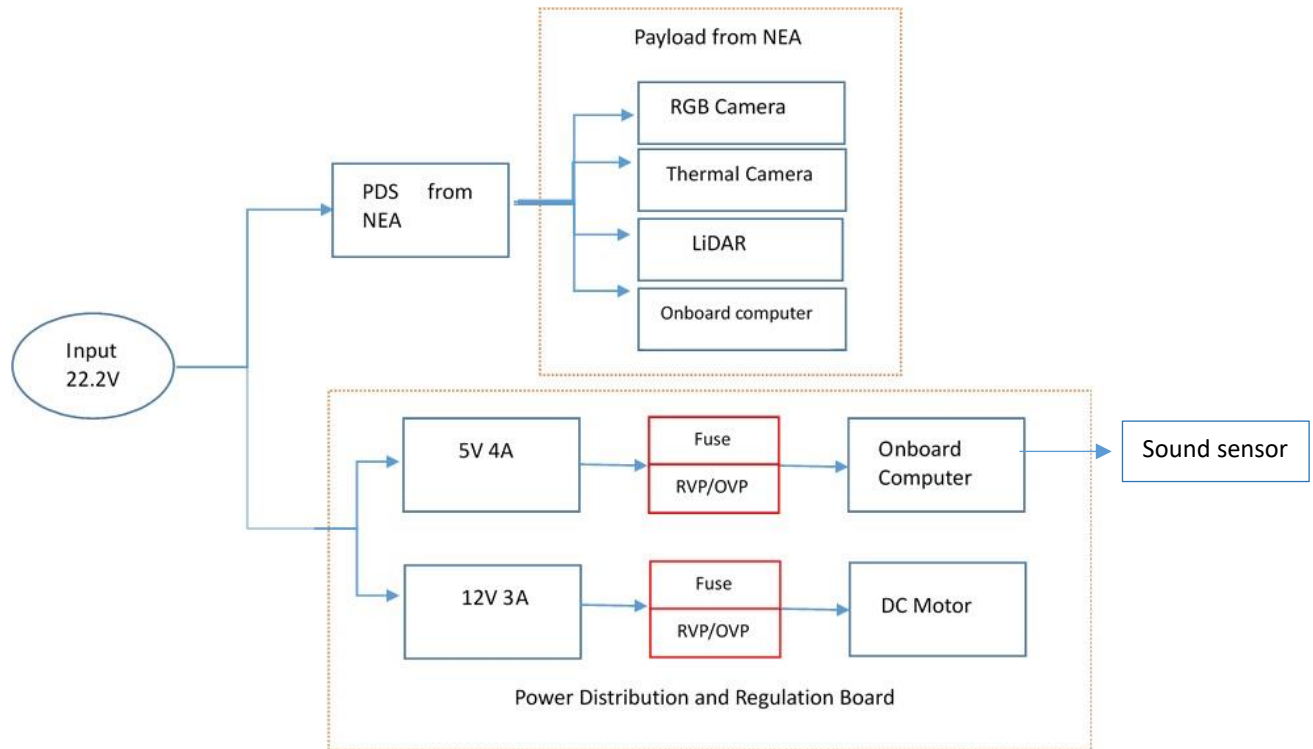 Payload from NEA
RGB Camera
Thermal Camera
LiDAR
Onboard computer
PDS from
NEA
Input
22.2V
5V 4A
Fuse
RVP/OVP
Onboard
Computer
Sound sensor
12V 3A
Fuse
RVP/OVP
DC Motor
Power Distribution and Regulation Board